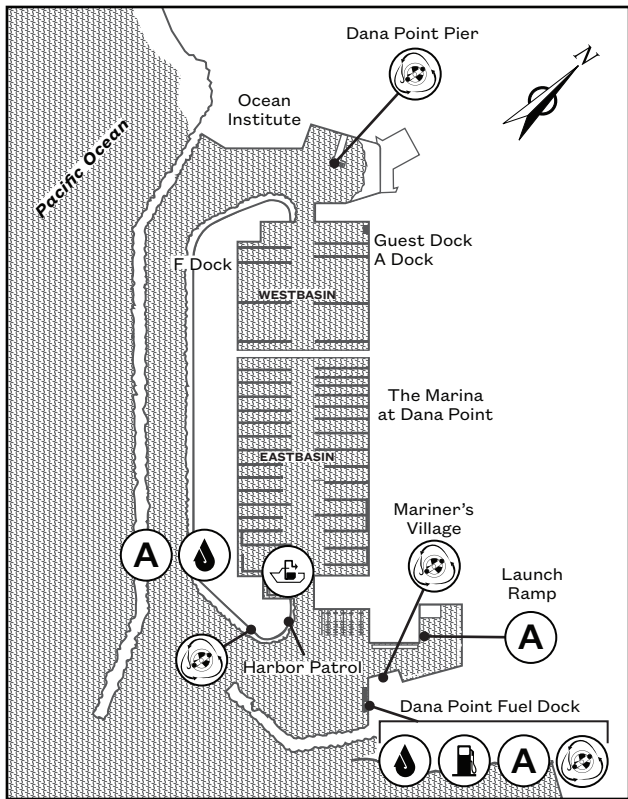 Dana Point Pier
N
Ocean
Institute
Pacific Ocean
Guest Dock
A Dock
F Dock
WESTBASIN
The Marina
at Dana Point
EASTBASIN
Mariner's
Village
A
Launch
Ramp
A
Harbor Patrol
Dana Point Fuel Dock
A